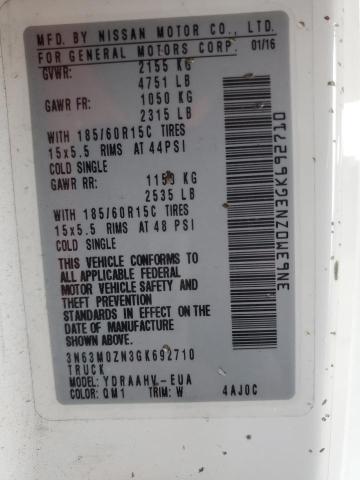 MFD. BY NISSAN MOTOR CO., LTD.
FOR GENERAL MOTORS CORP. 01/16
GVWR: 2155 KG
4751 LB
GAWR FR: 1050 KG
2315 LB
WITH 185/60R15C TIRES
15x5.5 RIMS AT 44PSI
COLD SINGLE
GAWR RR: 1150 KG
2535 LB
WITH 185/60R15C TIRES
15x5.5 RIMS AT 48 PSI
COLD SINGLE
THIS VEHICLE CONFORMS TO
ALL APPLICABLE FEDERAL
MOTOR VEHICLE SAFETY AND
THEFT PREVENTION
STANDARDS IN EFFECT ON THE
DATE OF MANUFACTURE
SHOWN ABOVE.
3N63M0ZN3GK692710
TRUCK
MODEL: YDRAAHV-EUA
COLOR: QM1 TRIM: W 4AJ0C
3N63M0ZN3GK692710